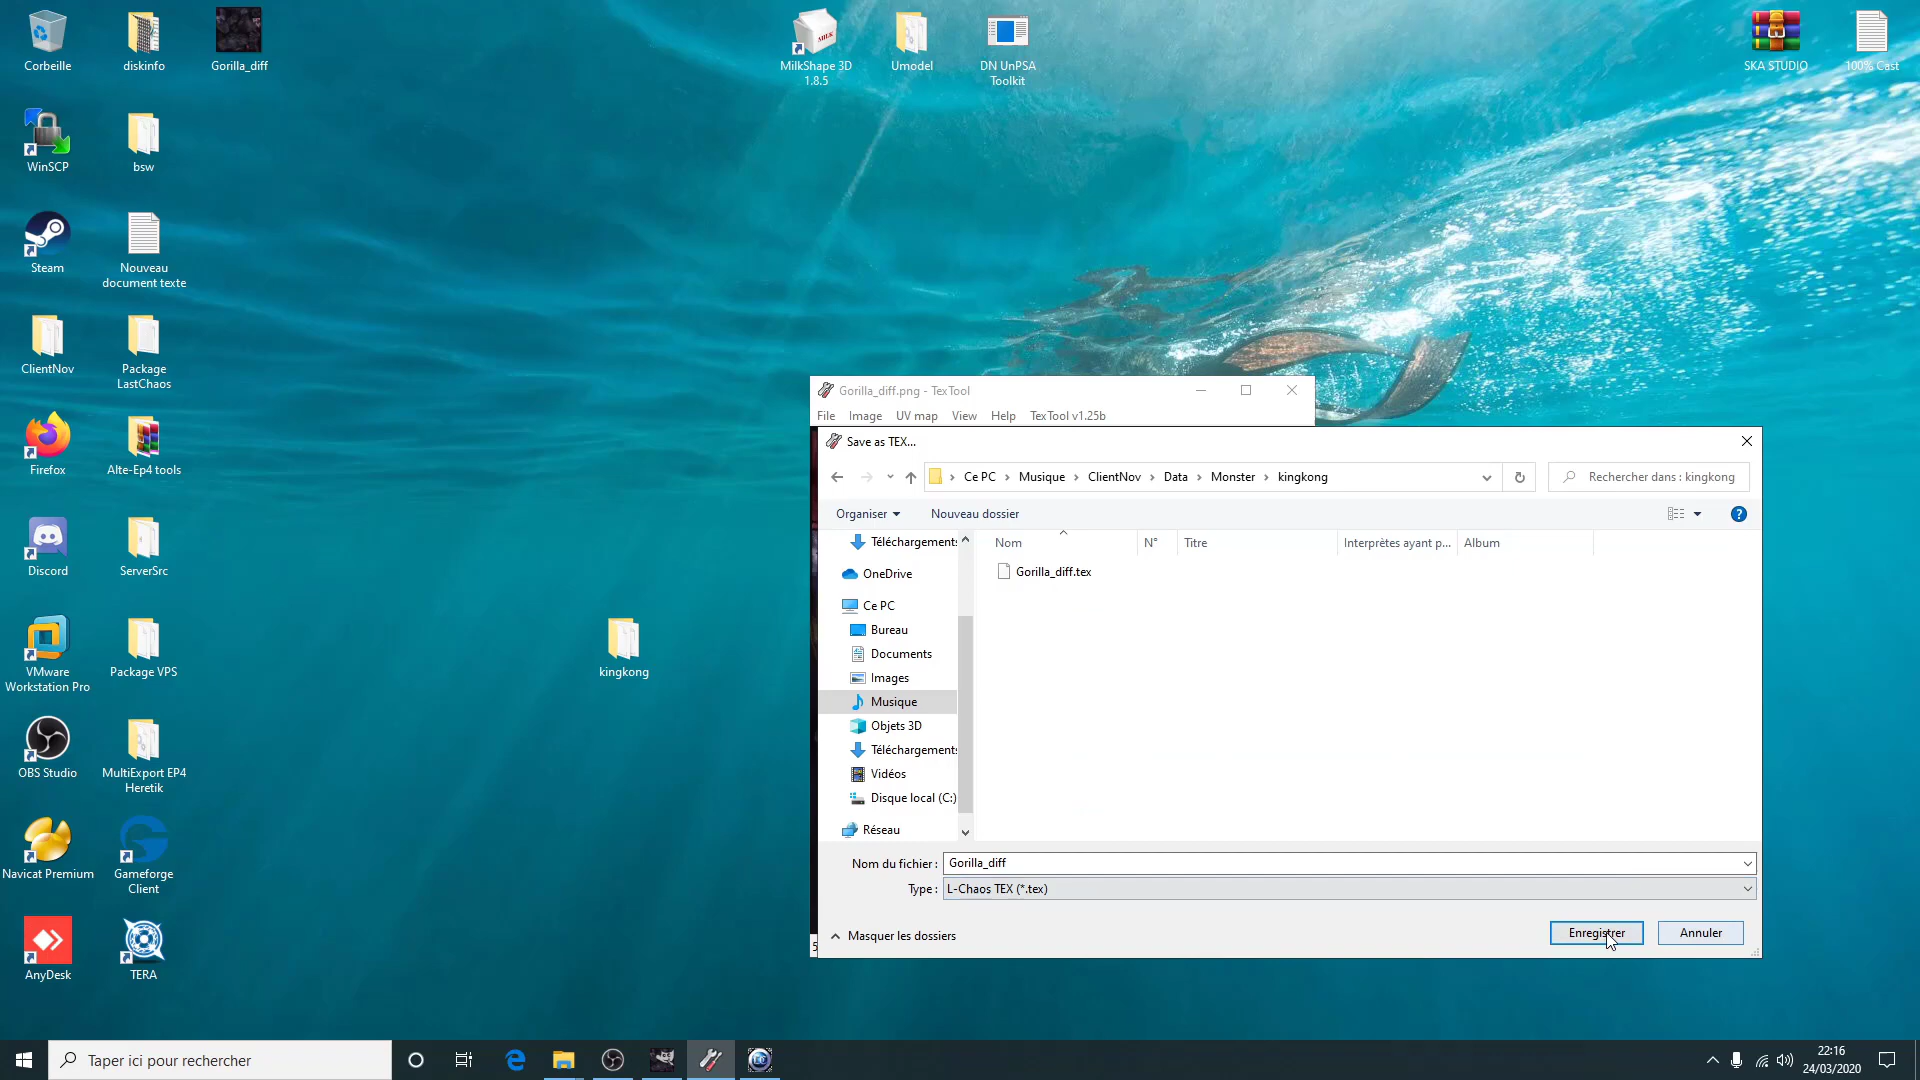 Corbeille
diskinfo
Gorilla_diff
MilkShape 3D
1.8.5
Umodel
DN UnPSA
Toolkit
SKA STUDIO
100% Cast
WinSCP
bsw
Steam
Nouveau
document texte
ClientNov
Package
LastChaos
Firefox
Alte-Ep4 tools
Discord
ServerSrc
VMware
Workstation Pro
Package VPS
kingkong
OBS Studio
MultiExport EP4
Heretik
Navicat Premium
Gameforge
Client
AnyDesk
TERA
Gorilla_diff.png - TexTool
File Image UV map View Help TexTool v1.25b
Save as TEX...
Ce PC > Musique > ClientNov > Data > Monster > kingkong
Rechercher dans : kingkong
Organiser
Nouveau dossier
Nom
N°
Titre
Interprètes ayant p...
Album
Téléchargements
OneDrive
Ce PC
Bureau
Documents
Images
Musique
Objets 3D
Téléchargements
Vidéos
Disque local (C:)
Réseau
Gorilla_diff.tex
Nom du fichier : Gorilla_diff
Type : L-Chaos TEX (*.tex)
Masquer les dossiers
Enregistrer
Annuler
Taper ici pour rechercher
22:16
24/03/2020